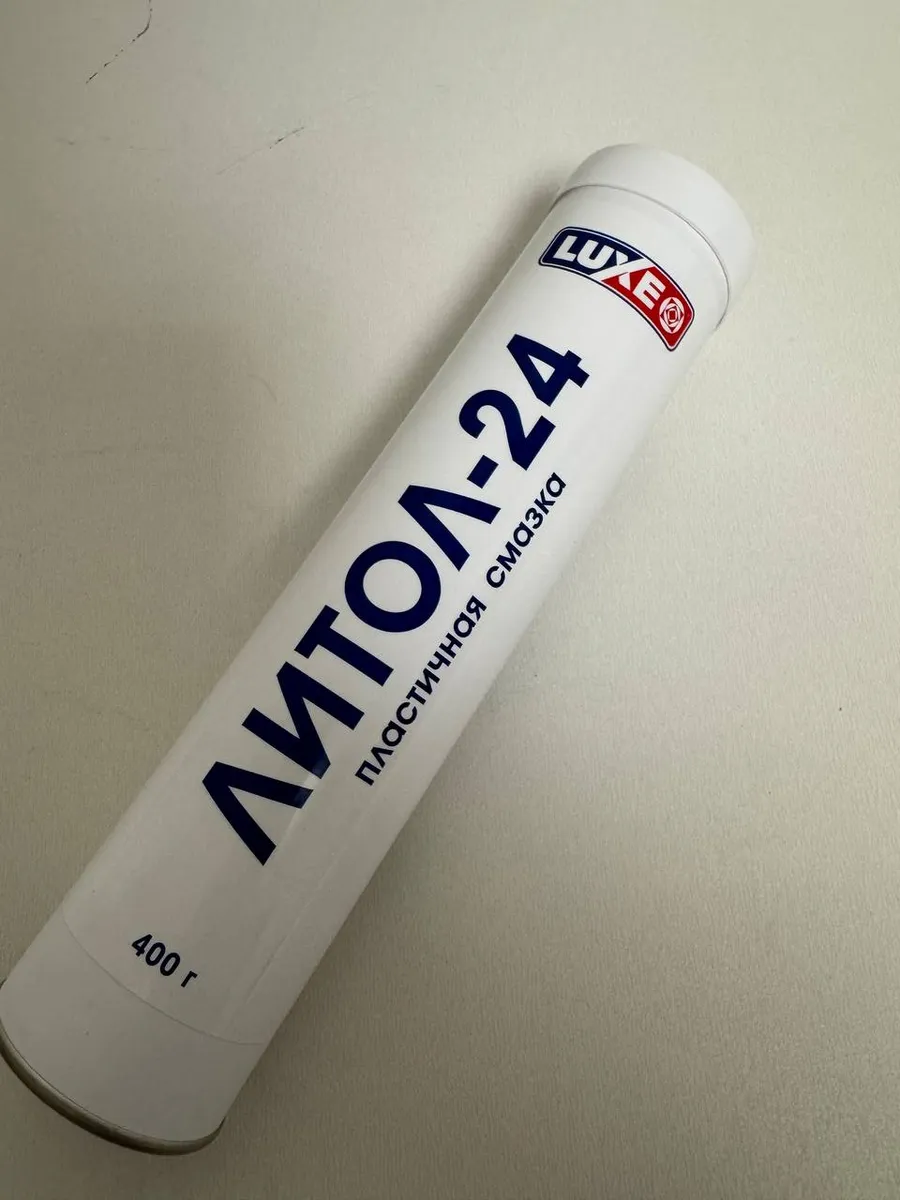 LUXE
ЛИТОЛ-24
пластичная смазка
400 г